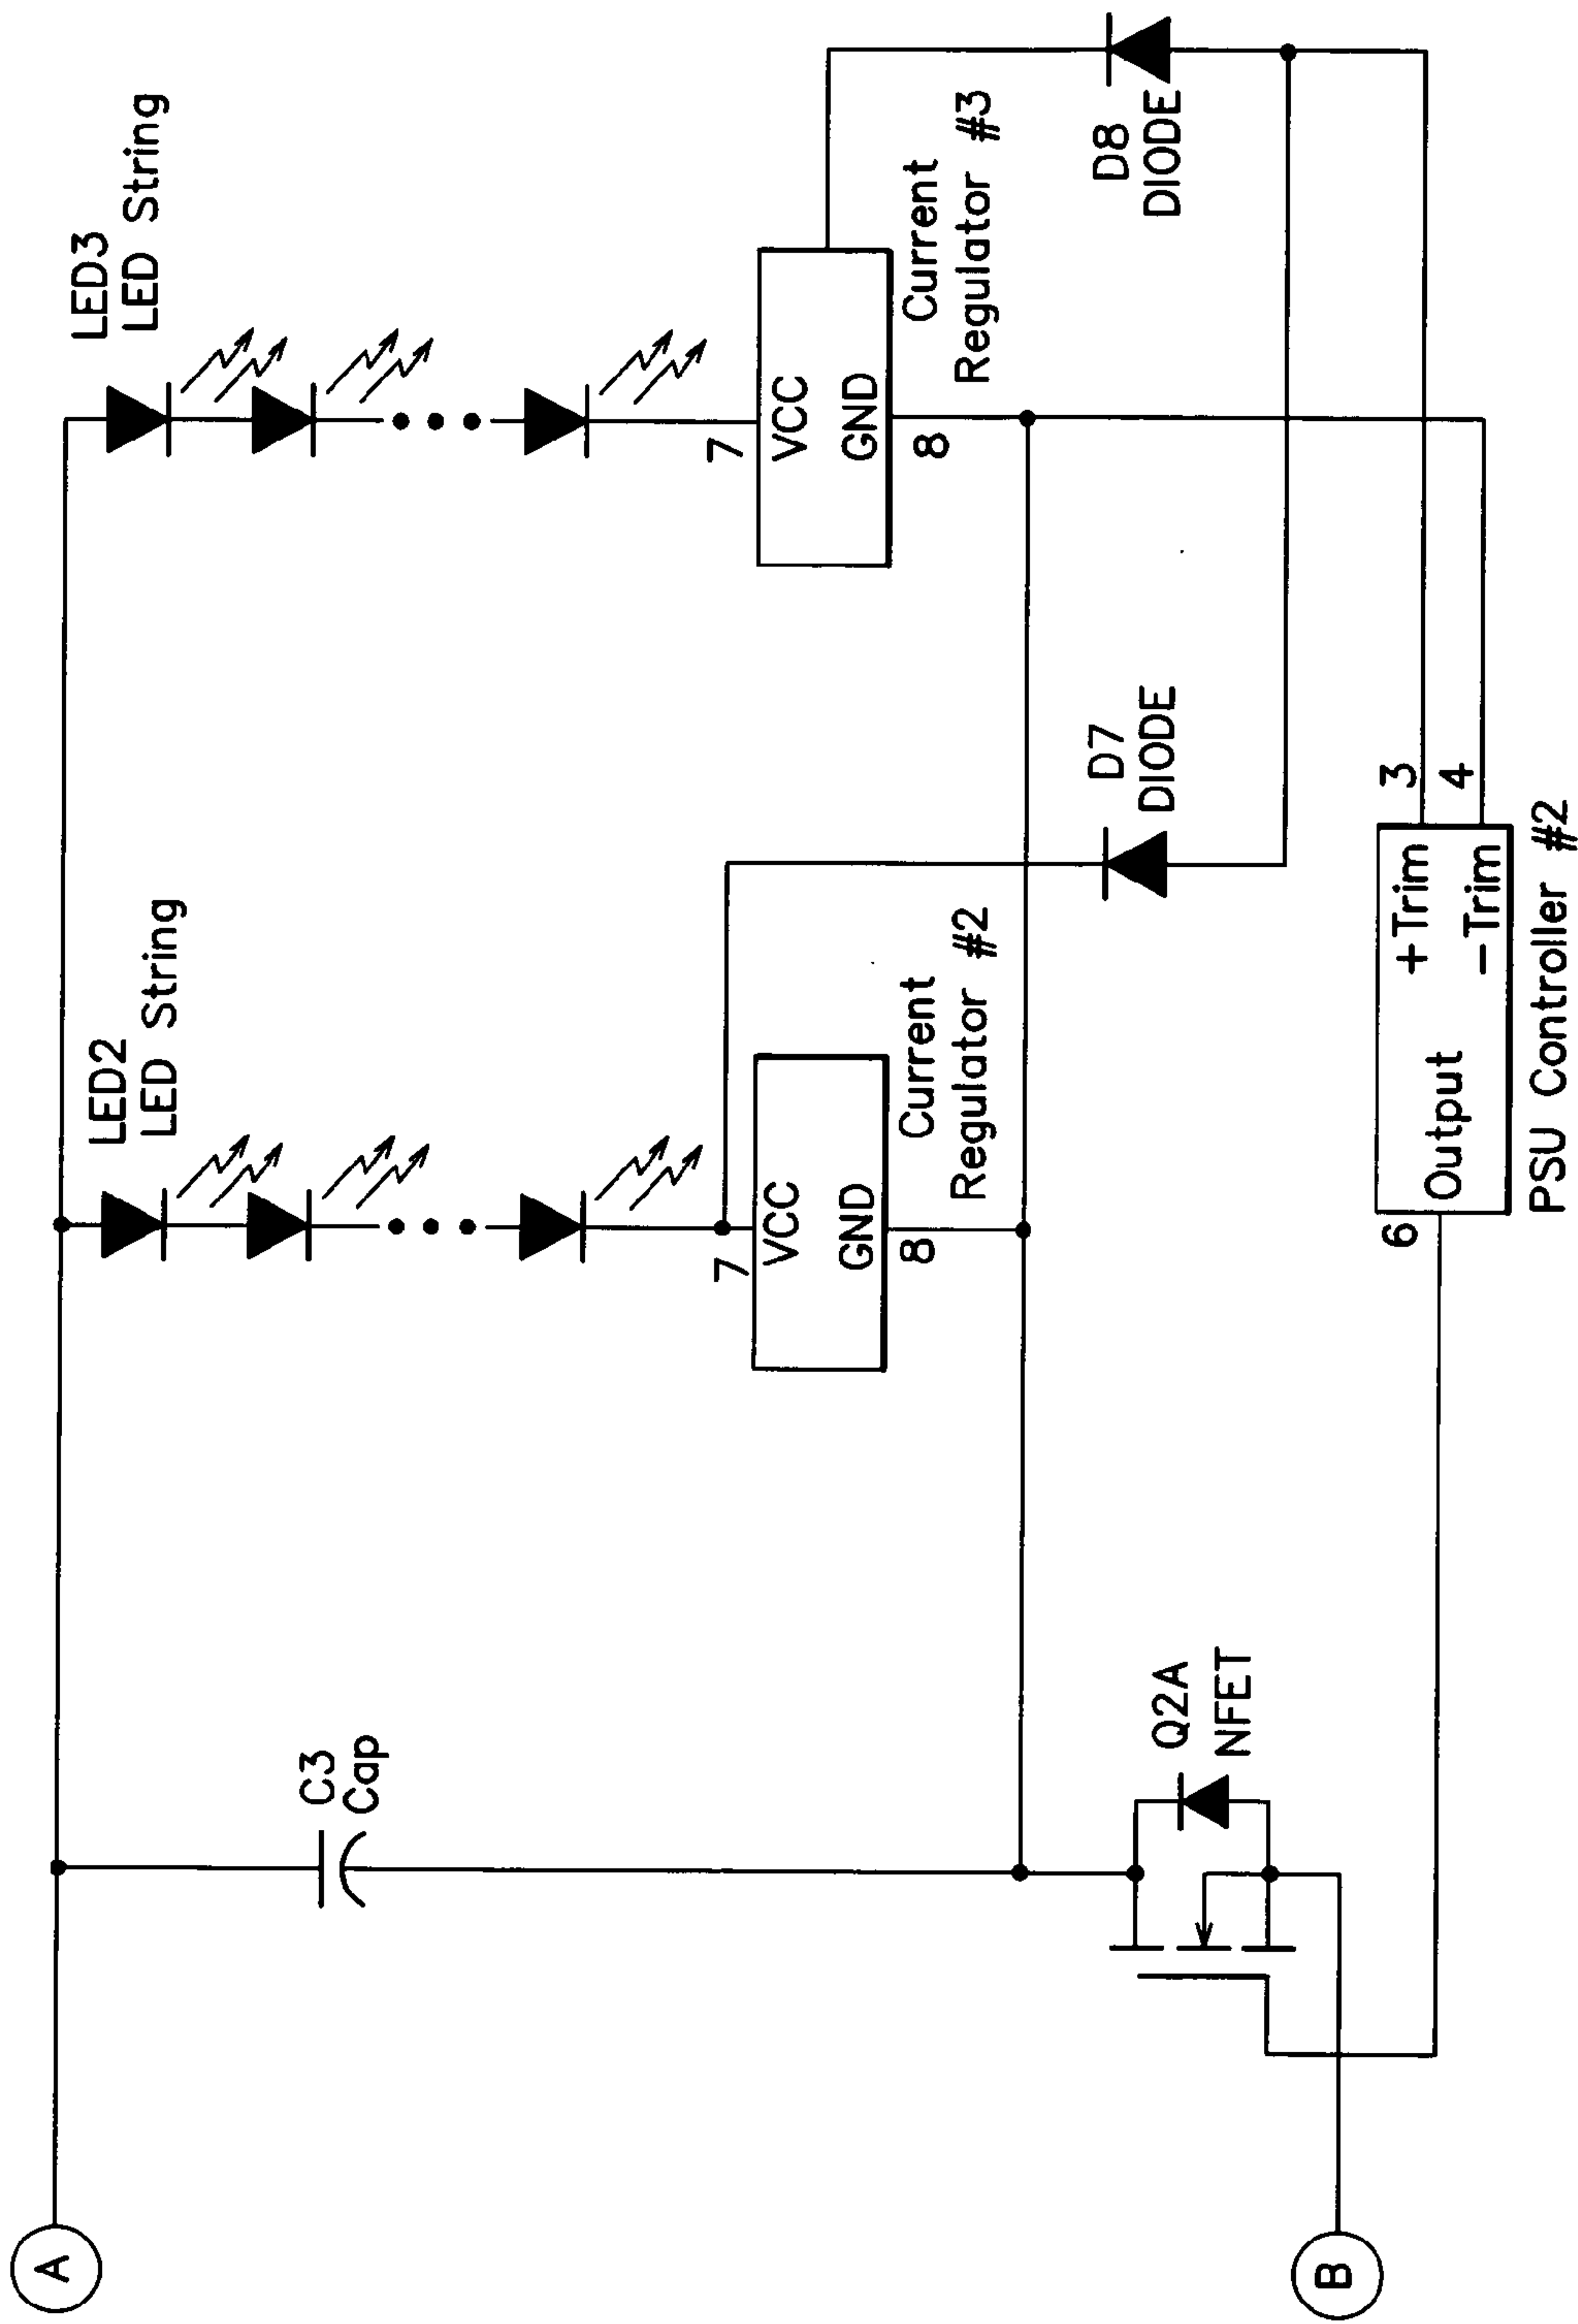 A
B
C3
Cap
Q2A
NFET
LED2
LED String
7
VCC
GND
8
Current
Regulator #2
D7
DIODE
LED3
LED String
7
VCC
GND
8
Current
Regulator #3
D8
DIODE
6
Output
+Trim
-Trim
3
4
PSU Controller #2